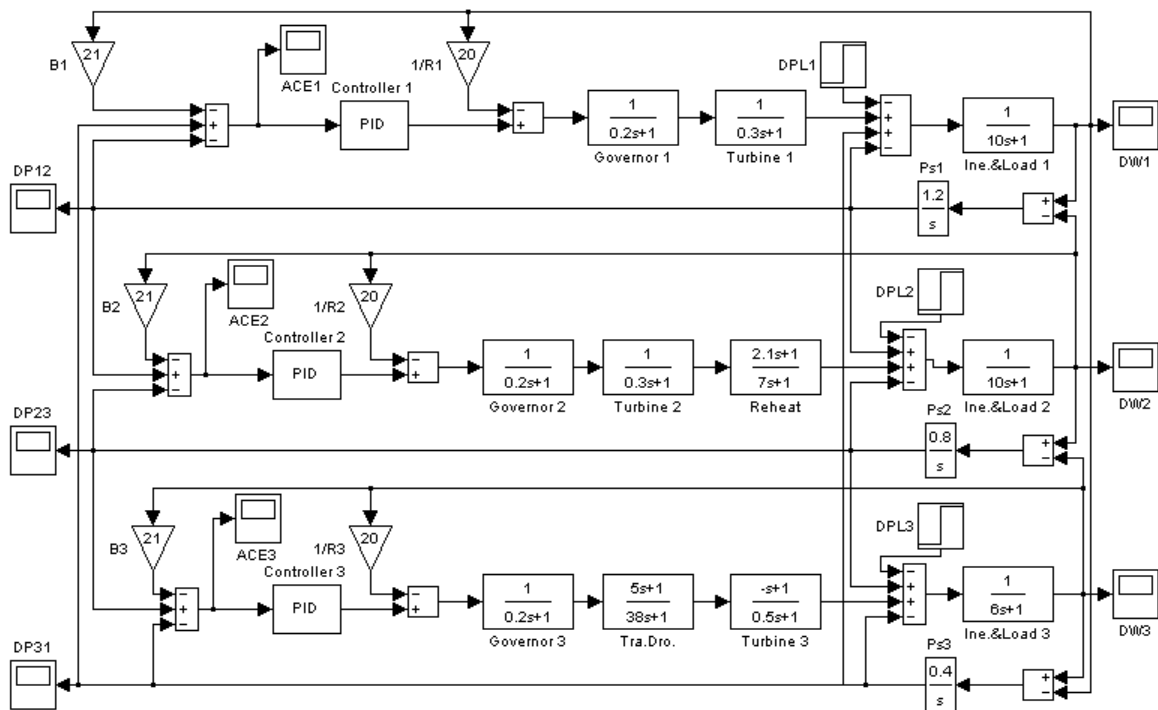 21
B1
ACE1
Controller 1
PID
20
1/R1
DPL1
1
0.2s+1
Governor 1
1
0.3s+1
Turbine 1
1
10s+1
Ine.&Load 1
DW1
DP12
Ps1
1.2
s
21
B2
ACE2
Controller 2
PID
20
1/R2
DPL2
1
0.2s+1
Governor 2
1
0.3s+1
Turbine 2
2.1s+1
7s+1
Reheat
1
10s+1
Ine.&Load 2
DW2
DP23
Ps2
0.8
s
21
B3
ACE3
Controller 3
PID
20
1/R3
DPL3
1
0.2s+1
Governor 3
5s+1
38s+1
Tra.Dro.
-s+1
0.5s+1
Turbine 3
1
6s+1
Ine.&Load 3
DW3
DP31
Ps3
0.4
s